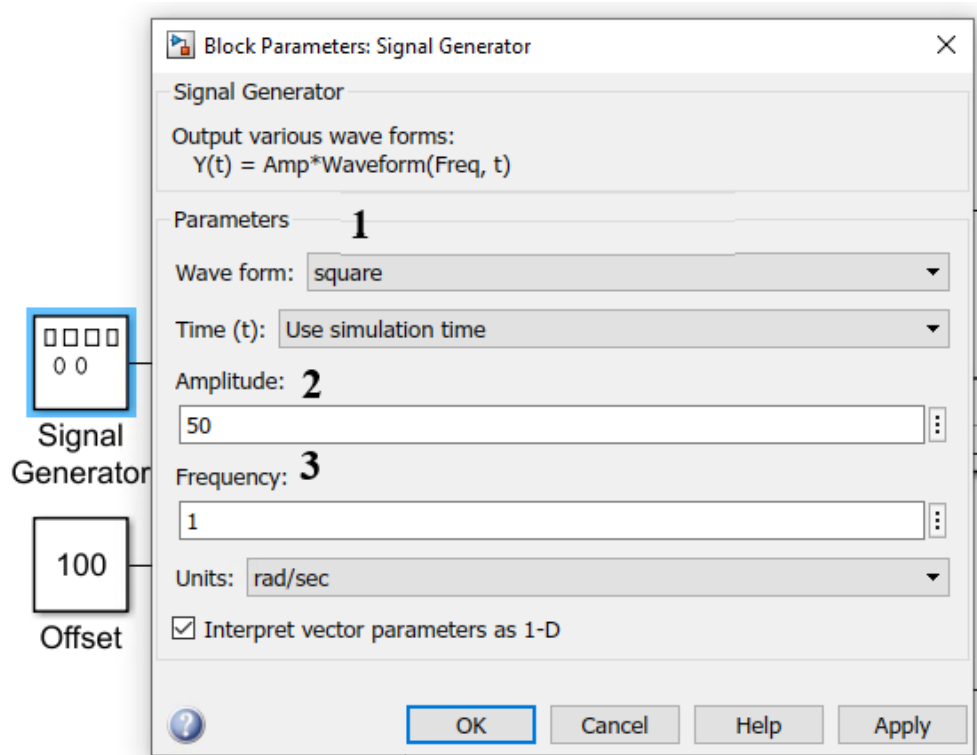 Block Parameters: Signal Generator
Signal Generator
Output various wave forms:
Y(t) = Amp*Waveform(Freq, t)
Parameters
1
Wave form: square
Time (t): Use simulation time
Amplitude: 2
50
Frequency: 3
1
Units: rad/sec
Interpret vector parameters as 1-D
OK Cancel Help Apply
Signal
Generator
100
Offset